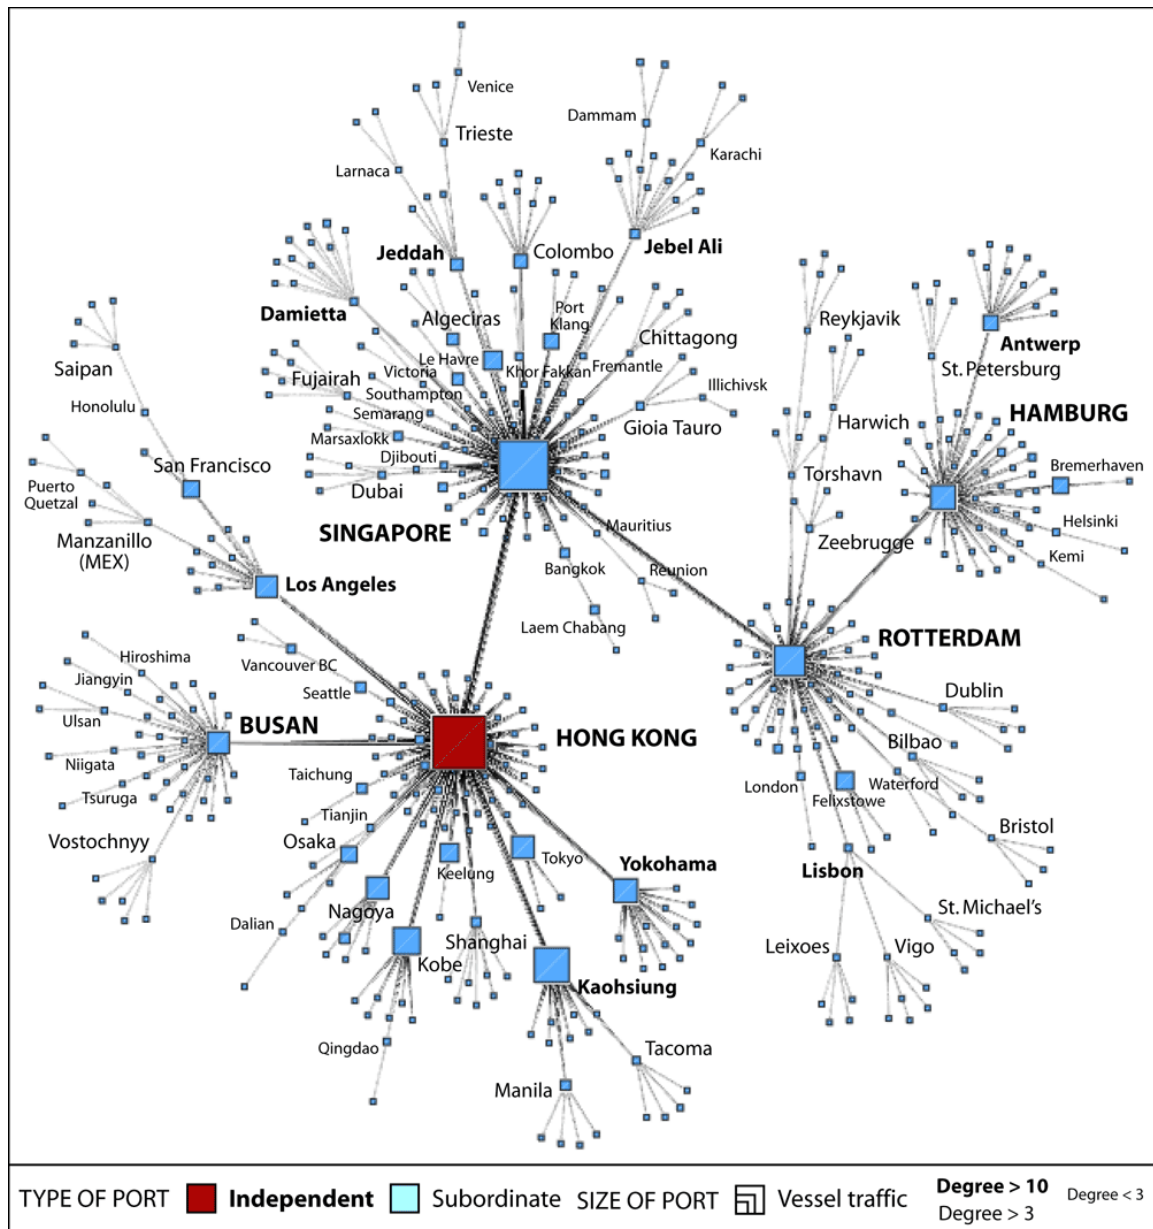 Venice
Dammam
Trieste
Karachi
Larnaca
Jeddah
Colombo
Jebel Ali
Damietta
Port
Klang
Reykjavik
Antwerp
Algeciras
Chittagong
St. Petersburg
Saipan
Le Havre
Khor Fakkan
Fremantle
Victoria
Fujairah
Illichivsk
Southampton
Honolulu
Semarang
HAMBURG
Harwich
Gioia Tauro
Marsaxlokk
Djibouti
San Francisco
Bremerhaven
Torshavn
Puerto
Quetzal
Dubai
SINGAPORE
Mauritius
Helsinki
Manzanillo
(MEX)
Zeebrugge
Kemi
Bangkok
Reunion
Los Angeles
Laem Chabang
ROTTERDAM
Hiroshima
Vancouver BC
Jiangyin
Seattle
Dublin
Ulsan
BUSAN
HONG KONG
Bilbao
Niigata
Taichung
London
Waterford
Tsuruga
Felixstowe
Tianjin
Bristol
Vostochnyy
Osaka
Tokyo
Yokohama
Keelung
Lisbon
St. Michael's
Nagoya
Dalian
Shanghai
Leixoes
Vigo
Kobe
Kaohsiung
Qingdao
Tacoma
Manila
TYPE OF PORT Independent Subordinate SIZE OF PORT Vessel traffic Degree > 10 Degree < 3
Degree > 3